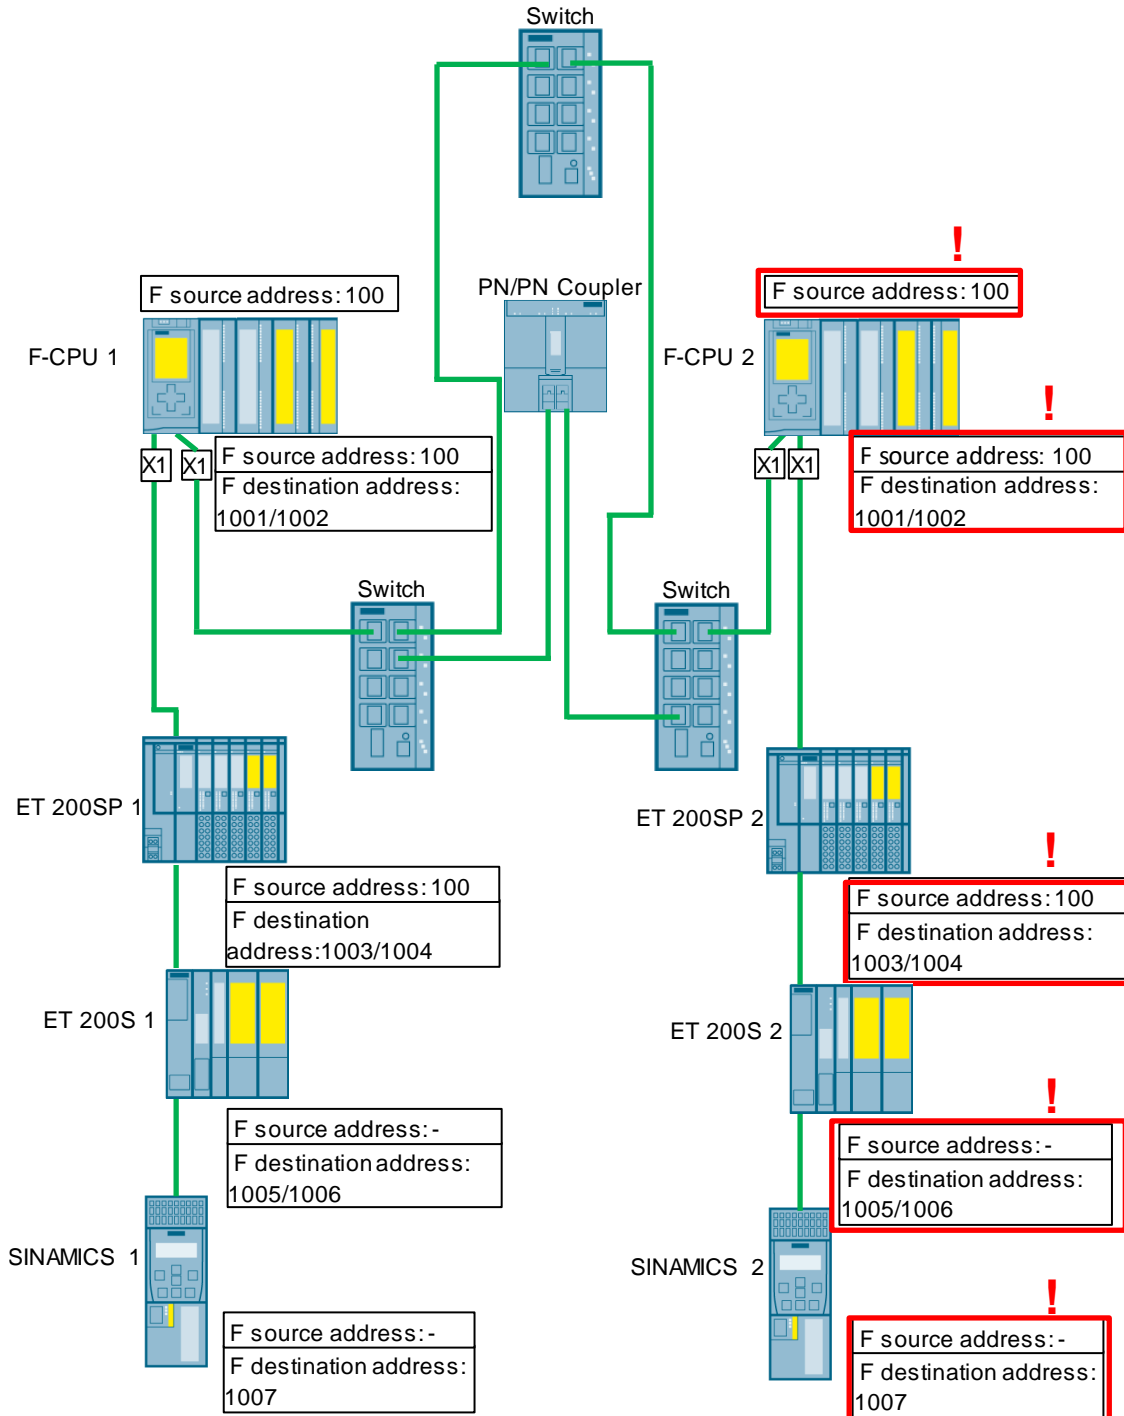 Switch
F source address: 100
PN/PN Coupler
!
F source address: 100
F-CPU 1
F-CPU 2
X1
X1
F source address: 100
F destination address:
1001/1002
!
X1
X1
F source address: 100
F destination address:
1001/1002
Switch
Switch
ET 200SP 1
ET 200SP 2
F source address: 100
F destination
address:1003/1004
!
F source address: 100
F destination address:
1003/1004
ET 200S 1
ET 200S 2
F source address: -
F destination address:
1005/1006
!
F source address: -
F destination address:
1005/1006
SINAMICS 1
SINAMICS 2
F source address: -
F destination address:
1007
!
F source address: -
F destination address:
1007